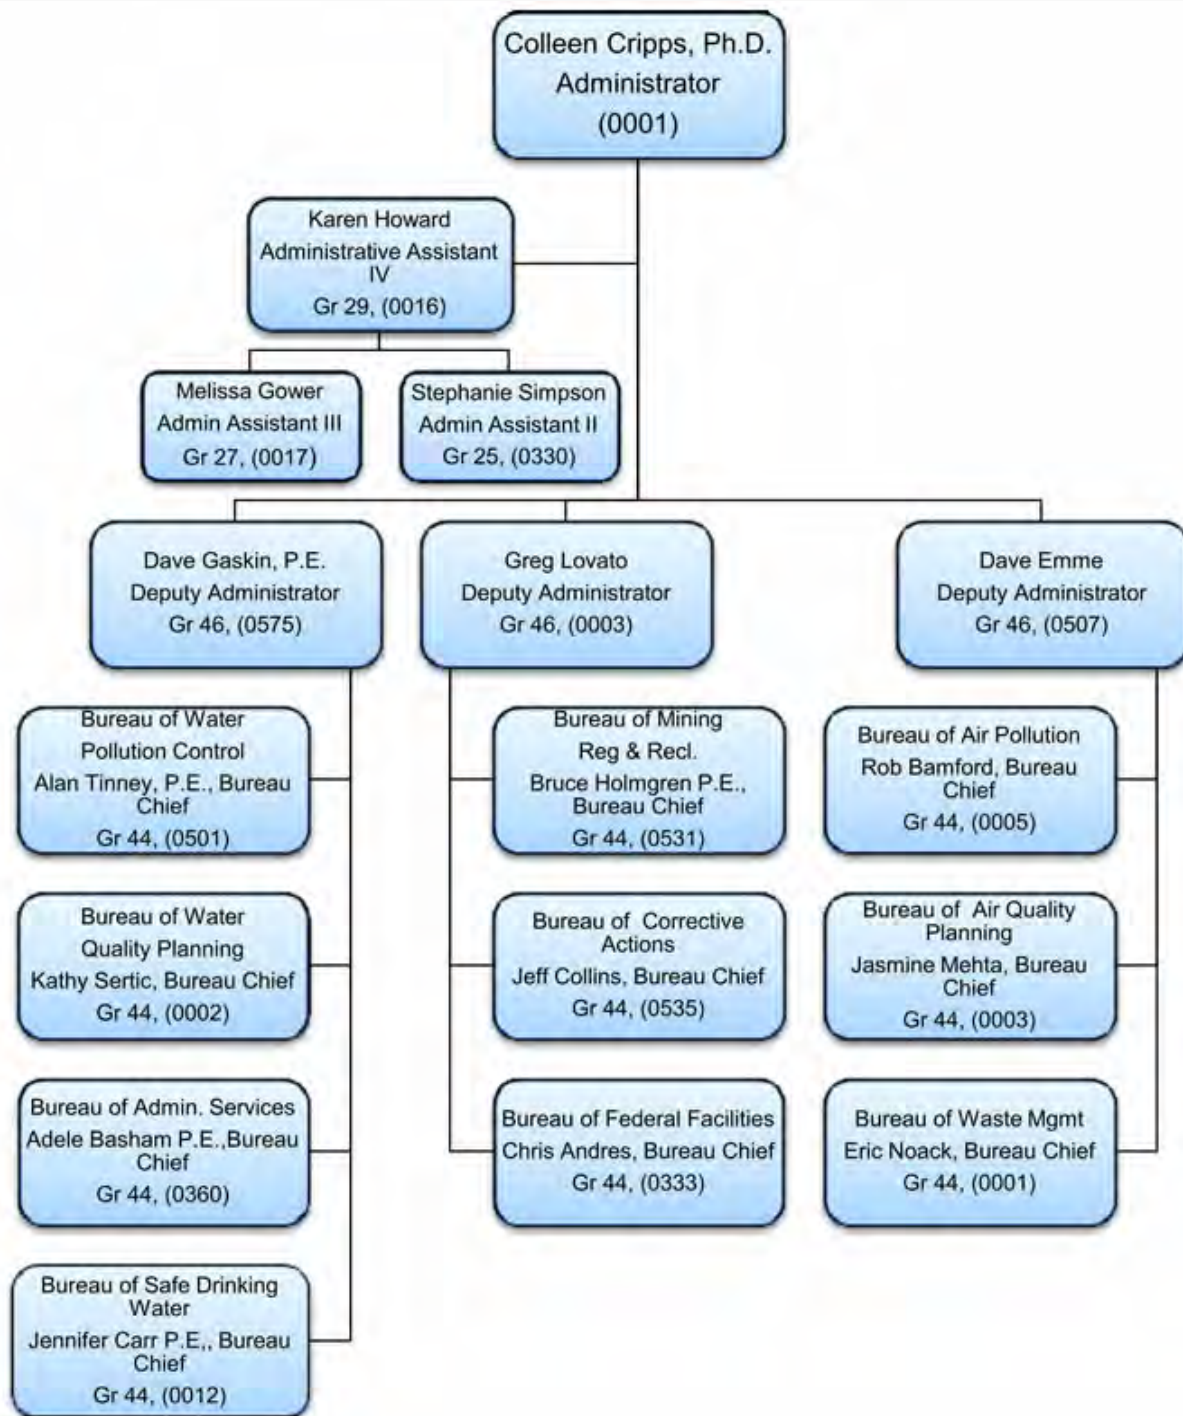 Colleen Cripps, Ph.D.
Administrator
(0001)
Karen Howard
Administrative Assistant
IV
Gr 29, (0016)
Melissa Gower
Admin Assistant III
Gr 27, (0017)
Stephanie Simpson
Admin Assistant II
Gr 25, (0330)
Dave Gaskin, P.E.
Deputy Administrator
Gr 46, (0575)
Greg Lovato
Deputy Administrator
Gr 46, (0003)
Dave Emme
Deputy Administrator
Gr 46, (0507)
Bureau of Water
Pollution Control
Alan Tinney, P.E., Bureau
Chief
Gr 44, (0501)
Bureau of Mining
Reg & Recl.
Bruce Holmgren P.E.,
Bureau Chief
Gr 44, (0531)
Bureau of Air Pollution
Rob Bamford, Bureau
Chief
Gr 44, (0005)
Bureau of Water
Quality Planning
Kathy Sertic, Bureau Chief
Gr 44, (0002)
Bureau of  Corrective
Actions
Jeff Collins, Bureau Chief
Gr 44, (0535)
Bureau of  Air Quality
Planning
Jasmine Mehta, Bureau
Chief
Gr 44, (0003)
Bureau of Admin. Services
Adele Basham P.E.,Bureau
Chief
Gr 44, (0360)
Bureau of Federal Facilities
Chris Andres, Bureau Chief
Gr 44, (0333)
Bureau of Waste Mgmt
Eric Noack, Bureau Chief
Gr 44, (0001)
Bureau of Safe Drinking
Water
Jennifer Carr P.E,, Bureau
Chief
Gr 44, (0012)